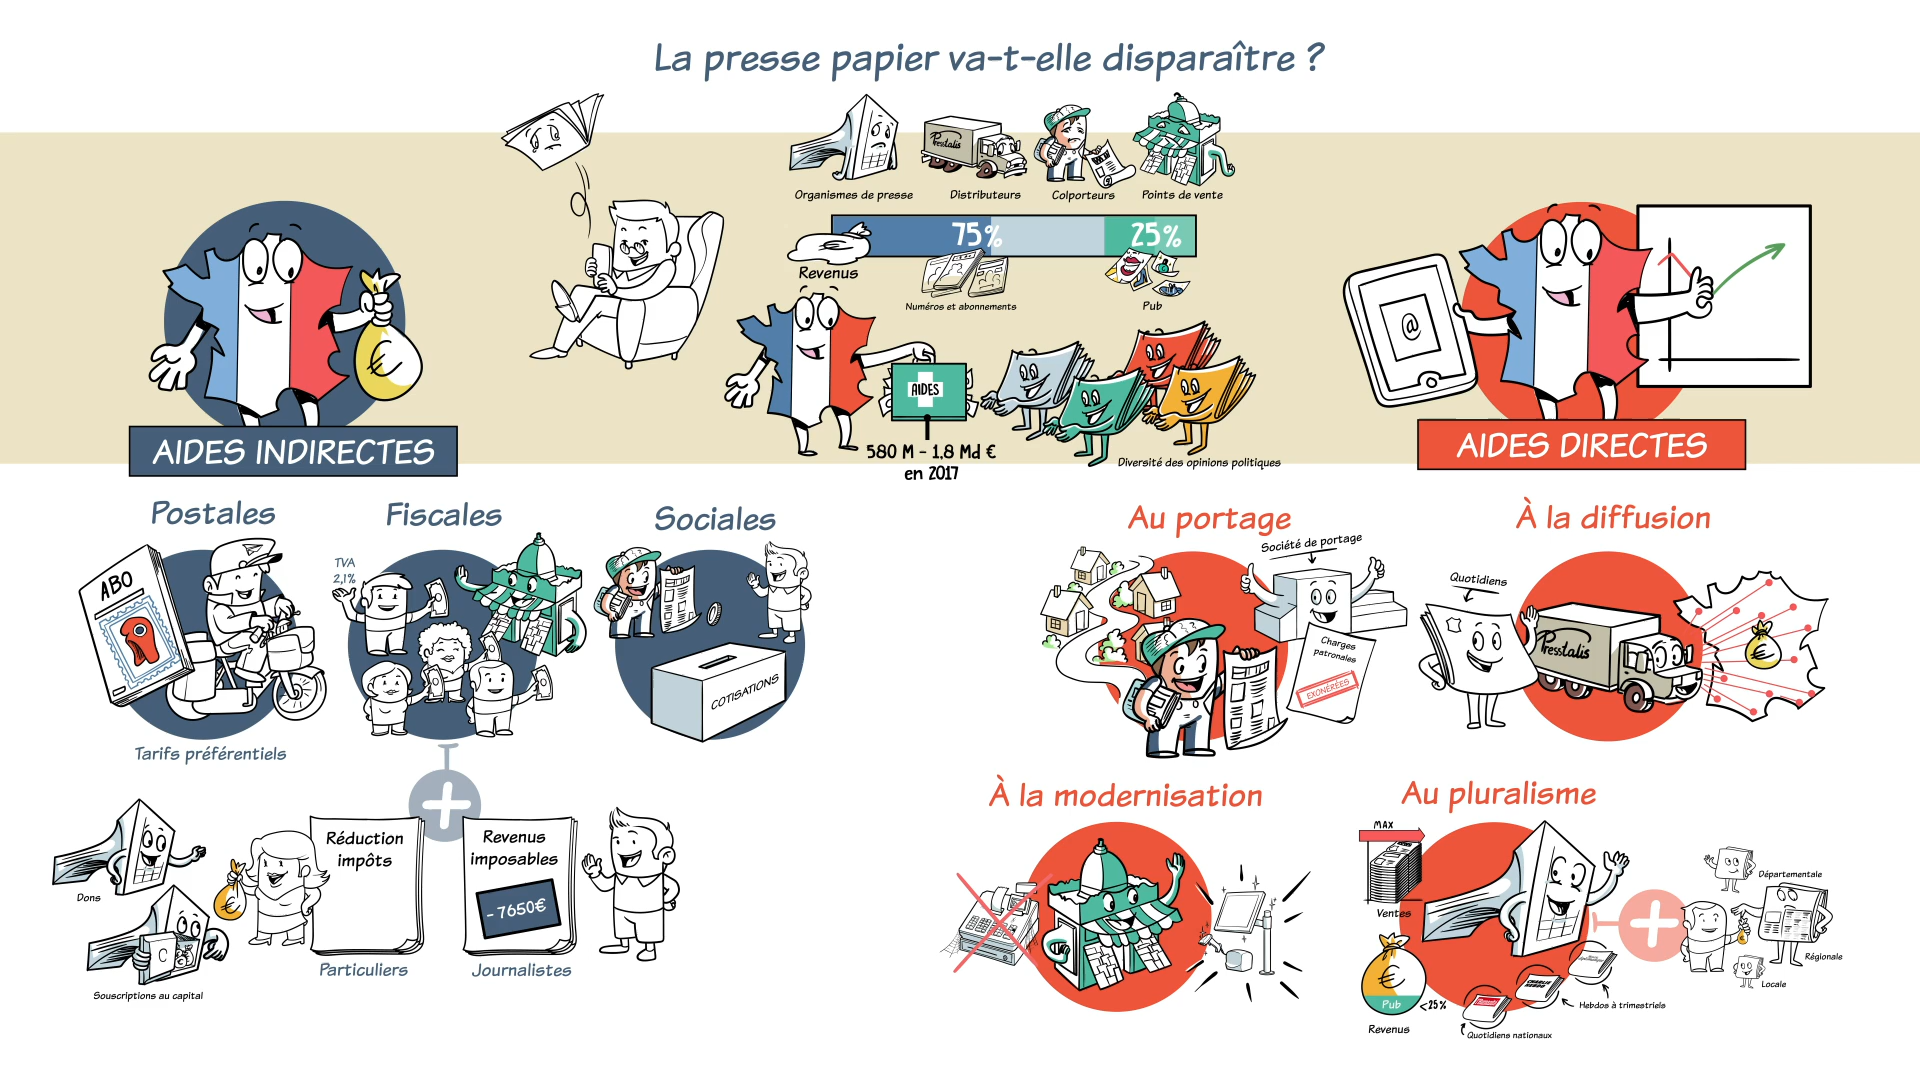 La presse papier va-t-elle disparaître ?
Presstalis
Organismes de presse
Distributeurs
Colporteurs
Points de vente
75%
25%
€
Revenus
Numéros et abonnements
Pub
€
@
AIDES
580 M - 1,8 Md €
en 2017
Diversité des opinions politiques
AIDES INDIRECTES
Postales
Fiscales
Sociales
ABO
TVA
2,1%
COTISATIONS
Tarifs préférentiels
+
Dons
Souscriptions au capital
C
€
Réduction
impôts
Particuliers
Revenus
imposables
- 7650€
Journalistes
AIDES DIRECTES
Au portage
Société de portage
Charges
patronales
EXONÉRÉES
À la diffusion
Quotidiens
Presstalis
€
À la modernisation
Au pluralisme
MAX
Ventes
€
Pub
<25%
Revenus
CHARLIE
HEBDO
Quotidiens nationaux
Hebdos à trimestriels
+
Départementale
Régionale
Locale